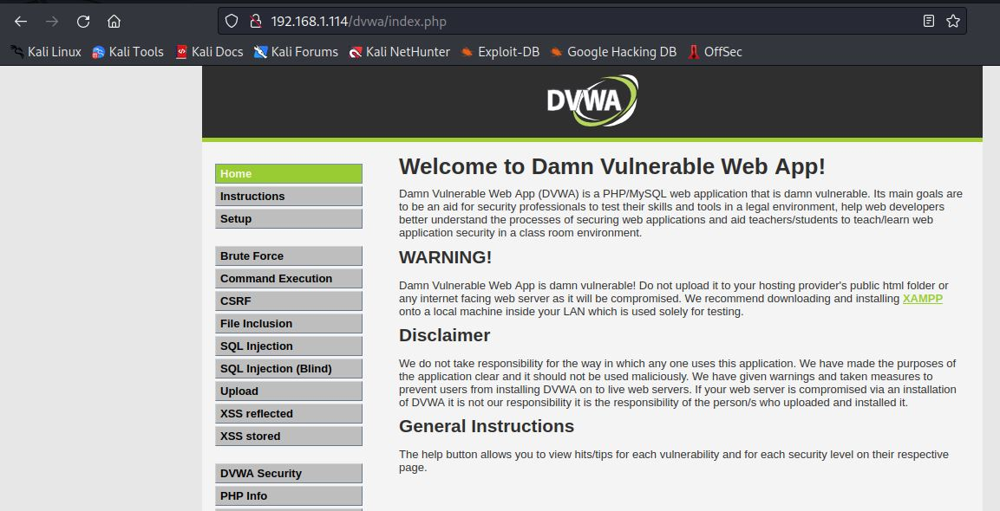 192.168.1.114/dvwa/index.php
Kali Linux Kali Tools Kali Docs Kali Forums Kali NetHunter Exploit-DB Google Hacking DB OffSec
DVWA
Home
Instructions
Setup
Brute Force
Command Execution
CSRF
File Inclusion
SQL Injection
SQL Injection (Blind)
Upload
XSS reflected
XSS stored
DVWA Security
PHP Info
Welcome to Damn Vulnerable Web App!
Damn Vulnerable Web App (DVWA) is a PHP/MySQL web application that is damn vulnerable. Its main goals are
to be an aid for security professionals to test their skills and tools in a legal environment, help web developers
better understand the processes of securing web applications and aid teachers/students to teach/learn web
application security in a class room environment.
WARNING!
Damn Vulnerable Web App is damn vulnerable! Do not upload it to your hosting provider's public html folder or
any internet facing web server as it will be compromised. We recommend downloading and installing XAMPP
onto a local machine inside your LAN which is used solely for testing.
Disclaimer
We do not take responsibility for the way in which any one uses this application. We have made the purposes of
the application clear and it should not be used maliciously. We have given warnings and taken measures to
prevent users from installing DVWA on to live web servers. If your web server is compromised via an installation
of DVWA it is not our responsibility it is the responsibility of the person/s who uploaded and installed it.
General Instructions
The help button allows you to view hits/tips for each vulnerability and for each security level on their respective
page.